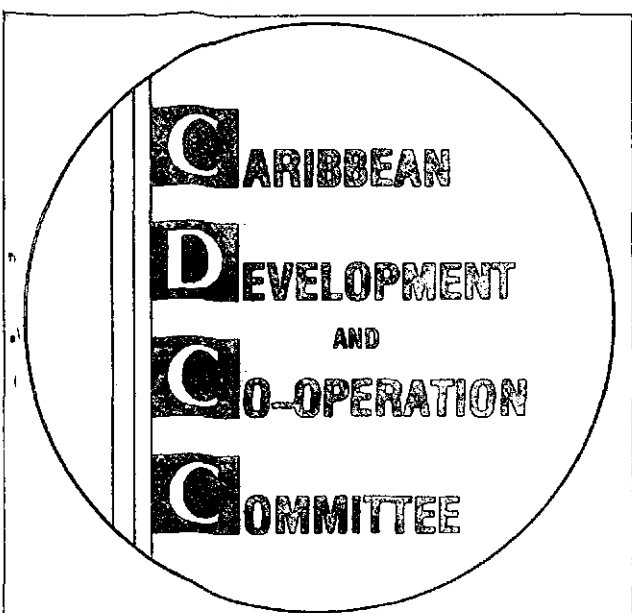 CARIBBEAN
DEVELOPMENT
AND
CO-OPERATION
COMMITTEE